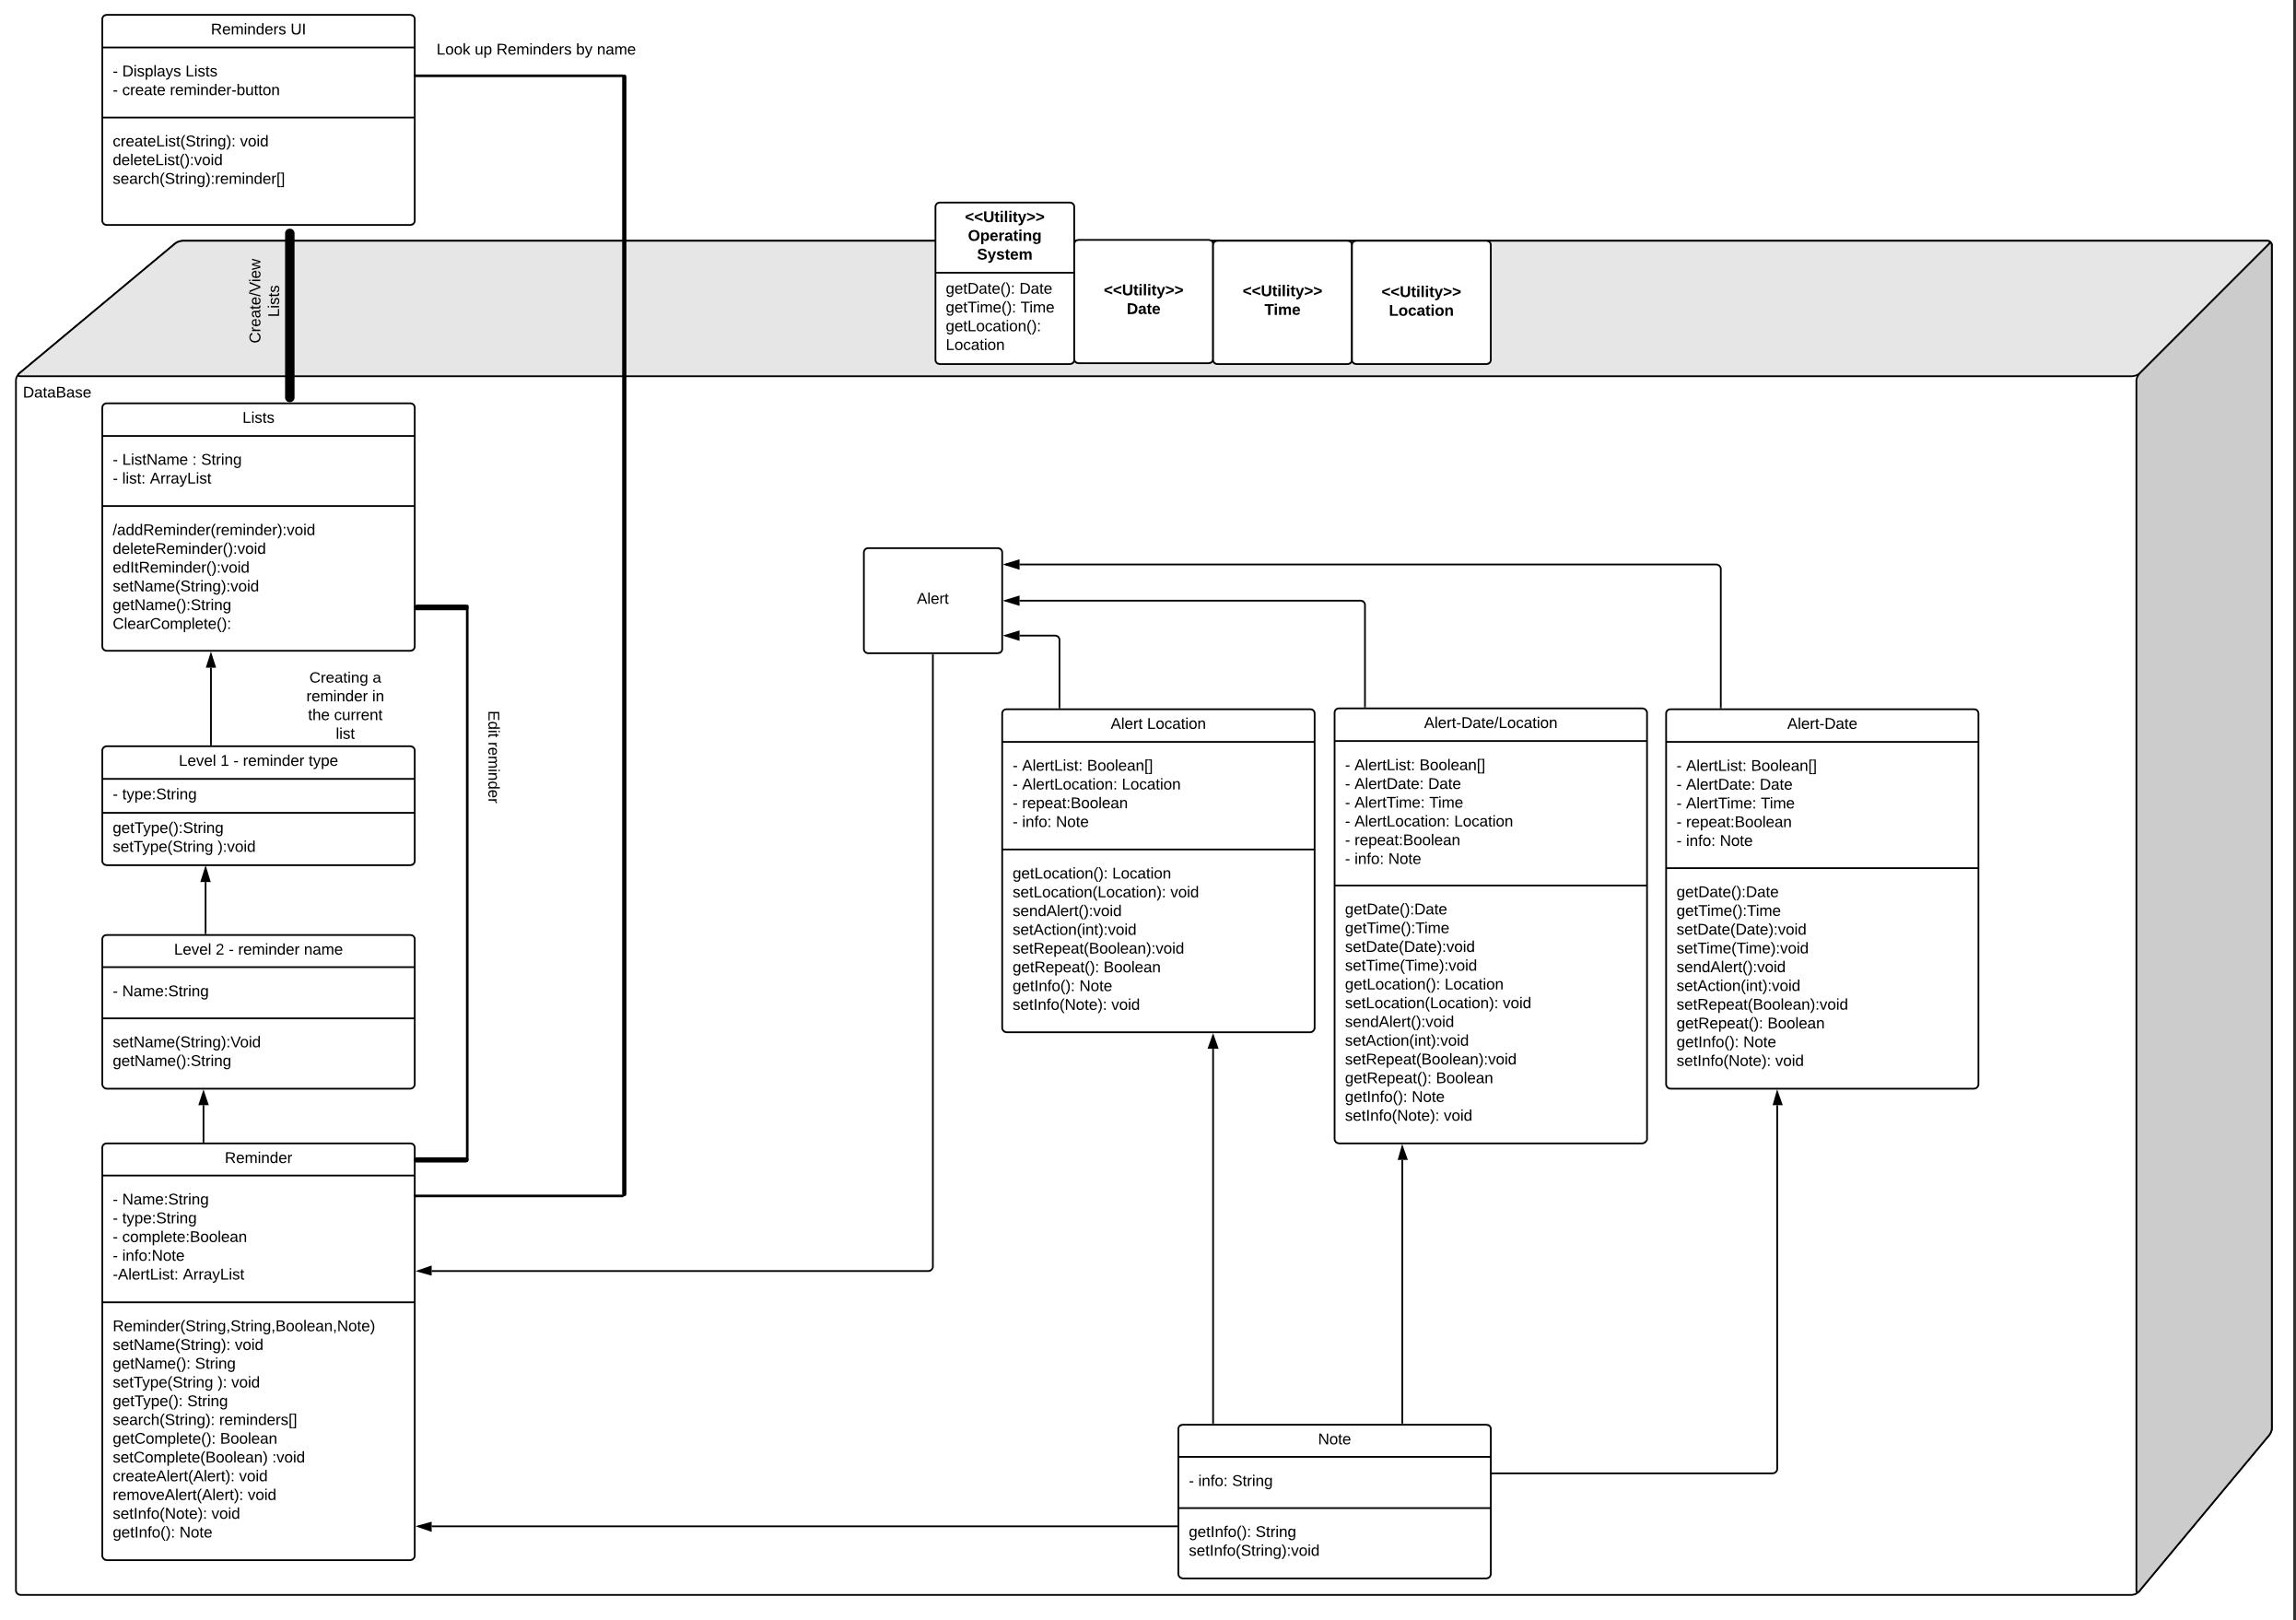 Reminders UI
- Displays Lists
- create reminder-button
createList(String): void
deleteList():void
search(String):reminder[]
Look up Reminders by name
Create/View
Lists
<<Utility>>
Operating
System
getDate(): Date
getTime(): Time
getLocation():
Location
<<Utility>>
Date
<<Utility>>
Time
<<Utility>>
Location
DataBase
Lists
- ListName : String
- list: ArrayList
/addReminder(reminder):void
deleteReminder():void
edItReminder():void
setName(String):void
getName():String
ClearComplete():
Creating a
reminder in
the current
list
Edit reminder
Level 1 - reminder type
- type:String
getType():String
setType(String ):void
Level 2 - reminder name
- Name:String
setName(String):Void
getName():String
Reminder
- Name:String
- type:String
- complete:Boolean
- info:Note
-AlertList: ArrayList
Reminder(String,String,Boolean,Note)
setName(String): void
getName(): String
setType(String ): void
getType(): String
search(String): reminders[]
getComplete(): Boolean
setComplete(Boolean) :void
createAlert(Alert): void
removeAlert(Alert): void
setInfo(Note): void
getInfo(): Note
Alert
Alert Location
- AlertList: Boolean[]
- AlertLocation: Location
- repeat:Boolean
- info: Note
getLocation(): Location
setLocation(Location): void
sendAlert():void
setAction(int):void
setRepeat(Boolean):void
getRepeat(): Boolean
getInfo(): Note
setInfo(Note): void
Alert-Date/Location
- AlertList: Boolean[]
- AlertDate: Date
- AlertTime: Time
- AlertLocation: Location
- repeat:Boolean
- info: Note
getDate():Date
getTime():Time
setDate(Date):void
setTime(Time):void
getLocation(): Location
setLocation(Location): void
sendAlert():void
setAction(int):void
setRepeat(Boolean):void
getRepeat(): Boolean
getInfo(): Note
setInfo(Note): void
Alert-Date
- AlertList: Boolean[]
- AlertDate: Date
- AlertTime: Time
- repeat:Boolean
- info: Note
getDate():Date
getTime():Time
setDate(Date):void
setTime(Time):void
sendAlert():void
setAction(int):void
setRepeat(Boolean):void
getRepeat(): Boolean
getInfo(): Note
setInfo(Note): void
Note
- info: String
getInfo(): String
setInfo(String):void